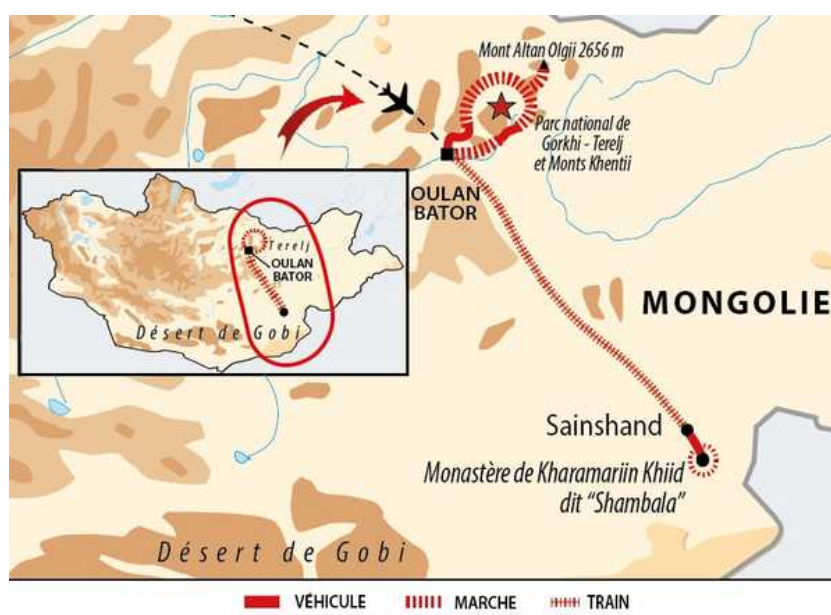 Mont Altan Olgii 2656 m
Parc national de
Gorkhi - Terelj
et Monts Khentii
OULAN
BATOR
Terelj
OULAN
BATOR
Désert de Gobi
MONGOLIE
Sainshand
Monastère de Kharamariin Khiid
dit “Shambala”
Désert de Gobi
VÉHICULE MARCHE TRAIN